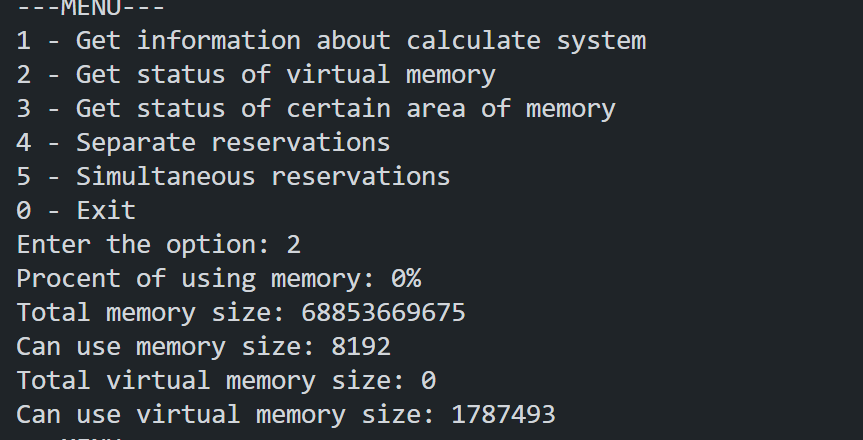 ---MENU---
1 - Get information about calculate system
2 - Get status of virtual memory
3 - Get status of certain area of memory
4 - Separate reservations
5 - Simultaneous reservations
0 - Exit
Enter the option: 2
Procent of using memory: 0%
Total memory size: 68853669675
Can use memory size: 8192
Total virtual memory size: 0
Can use virtual memory size: 1787493